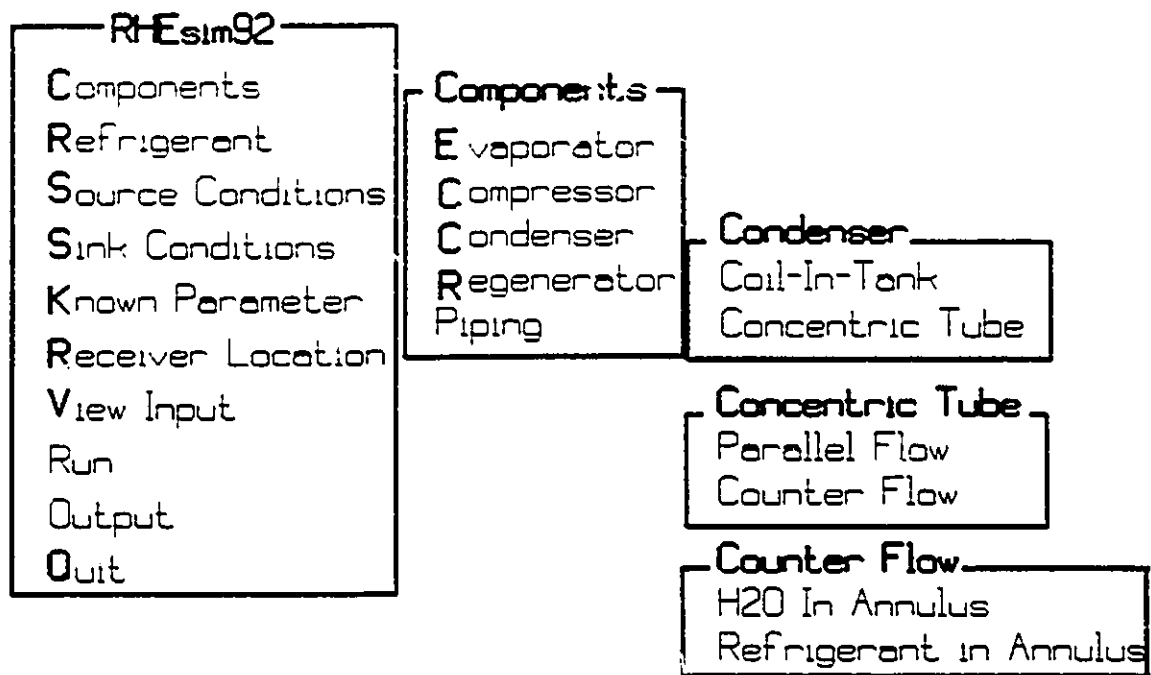 RHEsim92
Components
Refrigerant
Source Conditions
Sink Conditions
Known Parameter
Receiver Location
View Input
Run
Output
Quit
Components
Evaporator
Compressor
Condenser
Regenerator
Piping
Condenser
Coil-In-Tank
Concentric Tube
Concentric Tube
Parallel Flow
Counter Flow
Counter Flow
H2O In Annulus
Refrigerant in Annulus